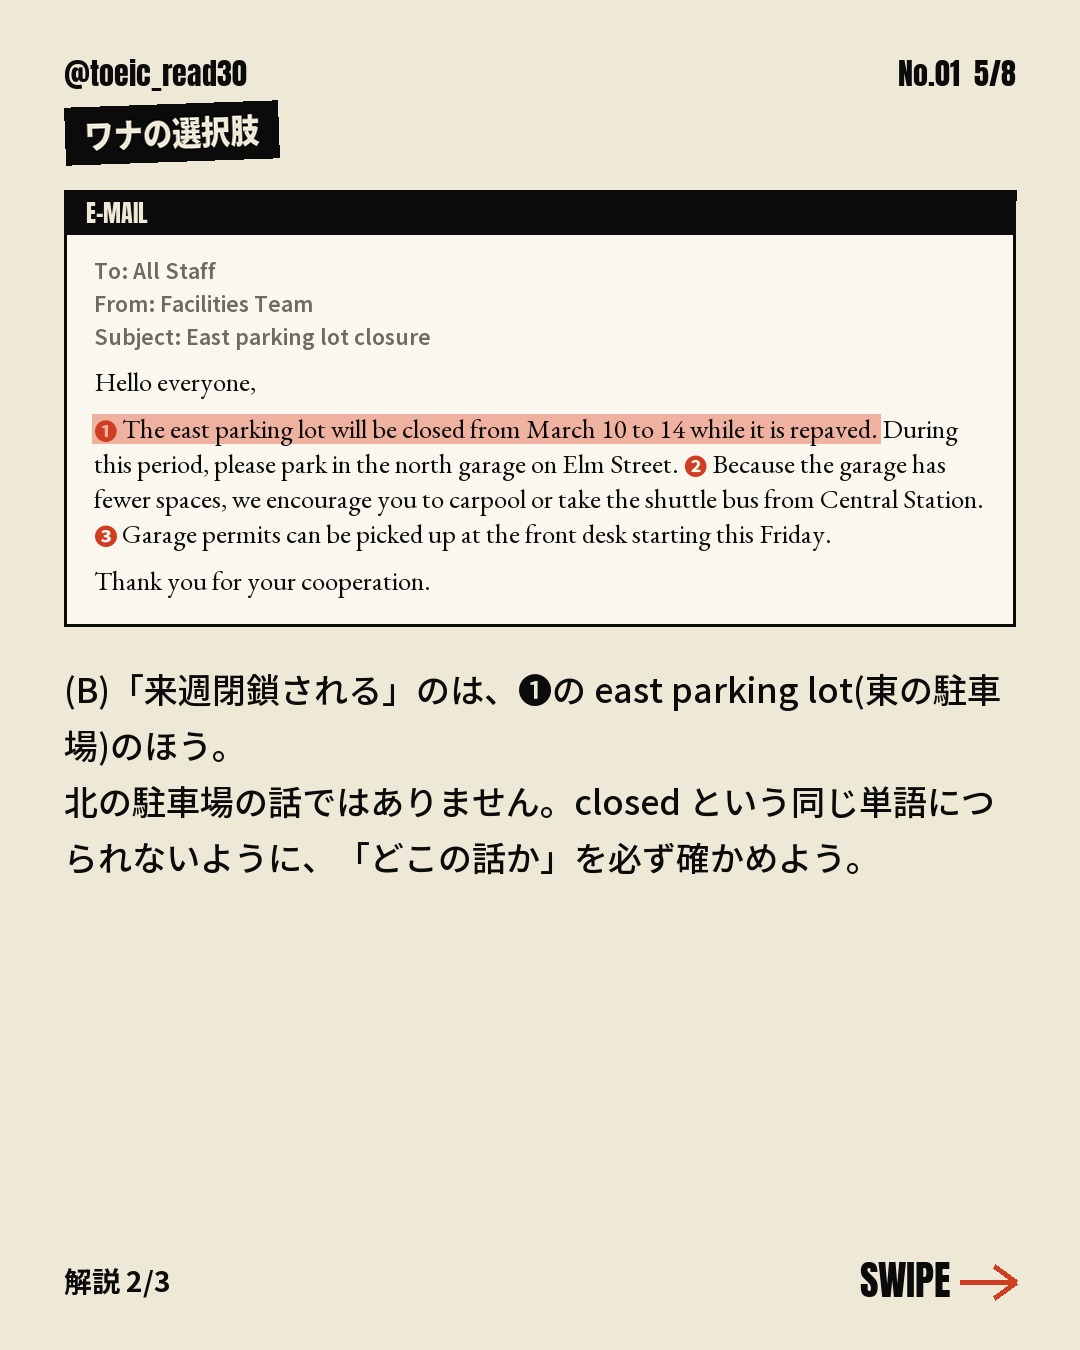 @toeic_read30
No.01 5/8
ワナの選択肢
E-MAIL
To: All Staff
From: Facilities Team
Subject: East parking lot closure
Hello everyone,
❶ The east parking lot will be closed from March 10 to 14 while it is repaved. During
this period, please park in the north garage on Elm Street. ❷ Because the garage has
fewer spaces, we encourage you to carpool or take the shuttle bus from Central Station.
❸ Garage permits can be picked up at the front desk starting this Friday.
Thank you for your cooperation.
(B)「来週閉鎖される」のは、❶の east parking lot(東の駐車
場)のほう。
北の駐車場の話ではありません。closed という同じ単語につ
られないように、「どこの話か」を必ず確かめよう。
解説 2/3
SWIPE →